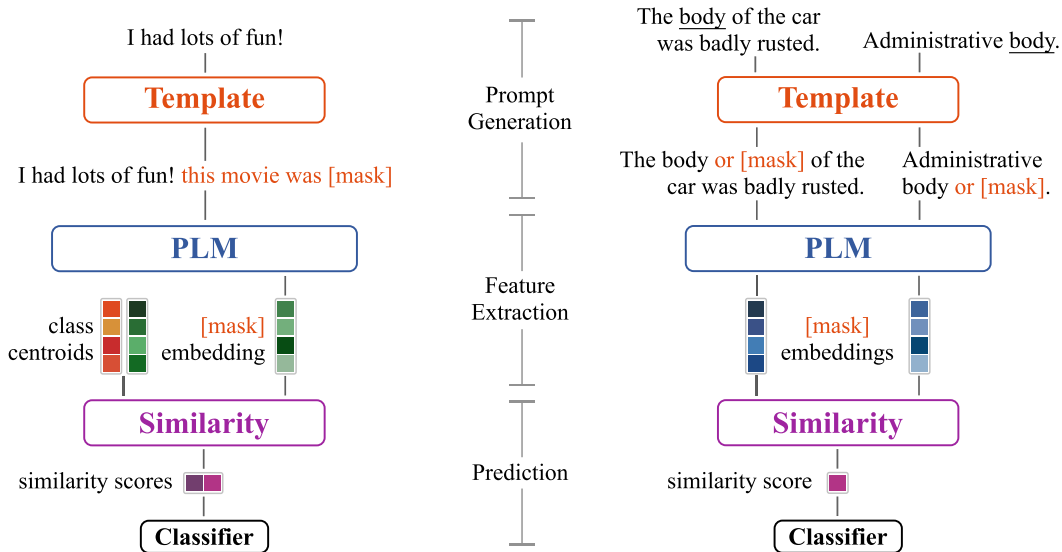 I had lots of fun!
Template
I had lots of fun! this movie was [mask]
PLM
class
centroids
[mask]
embedding
Similarity
similarity scores
Classifier
Prompt
Generation
Feature
Extraction
Prediction
The body of the car
was badly rusted.
Administrative body.
Template
The body or [mask] of the
car was badly rusted.
Administrative
body or [mask].
PLM
[mask]
embeddings
Similarity
similarity score
Classifier